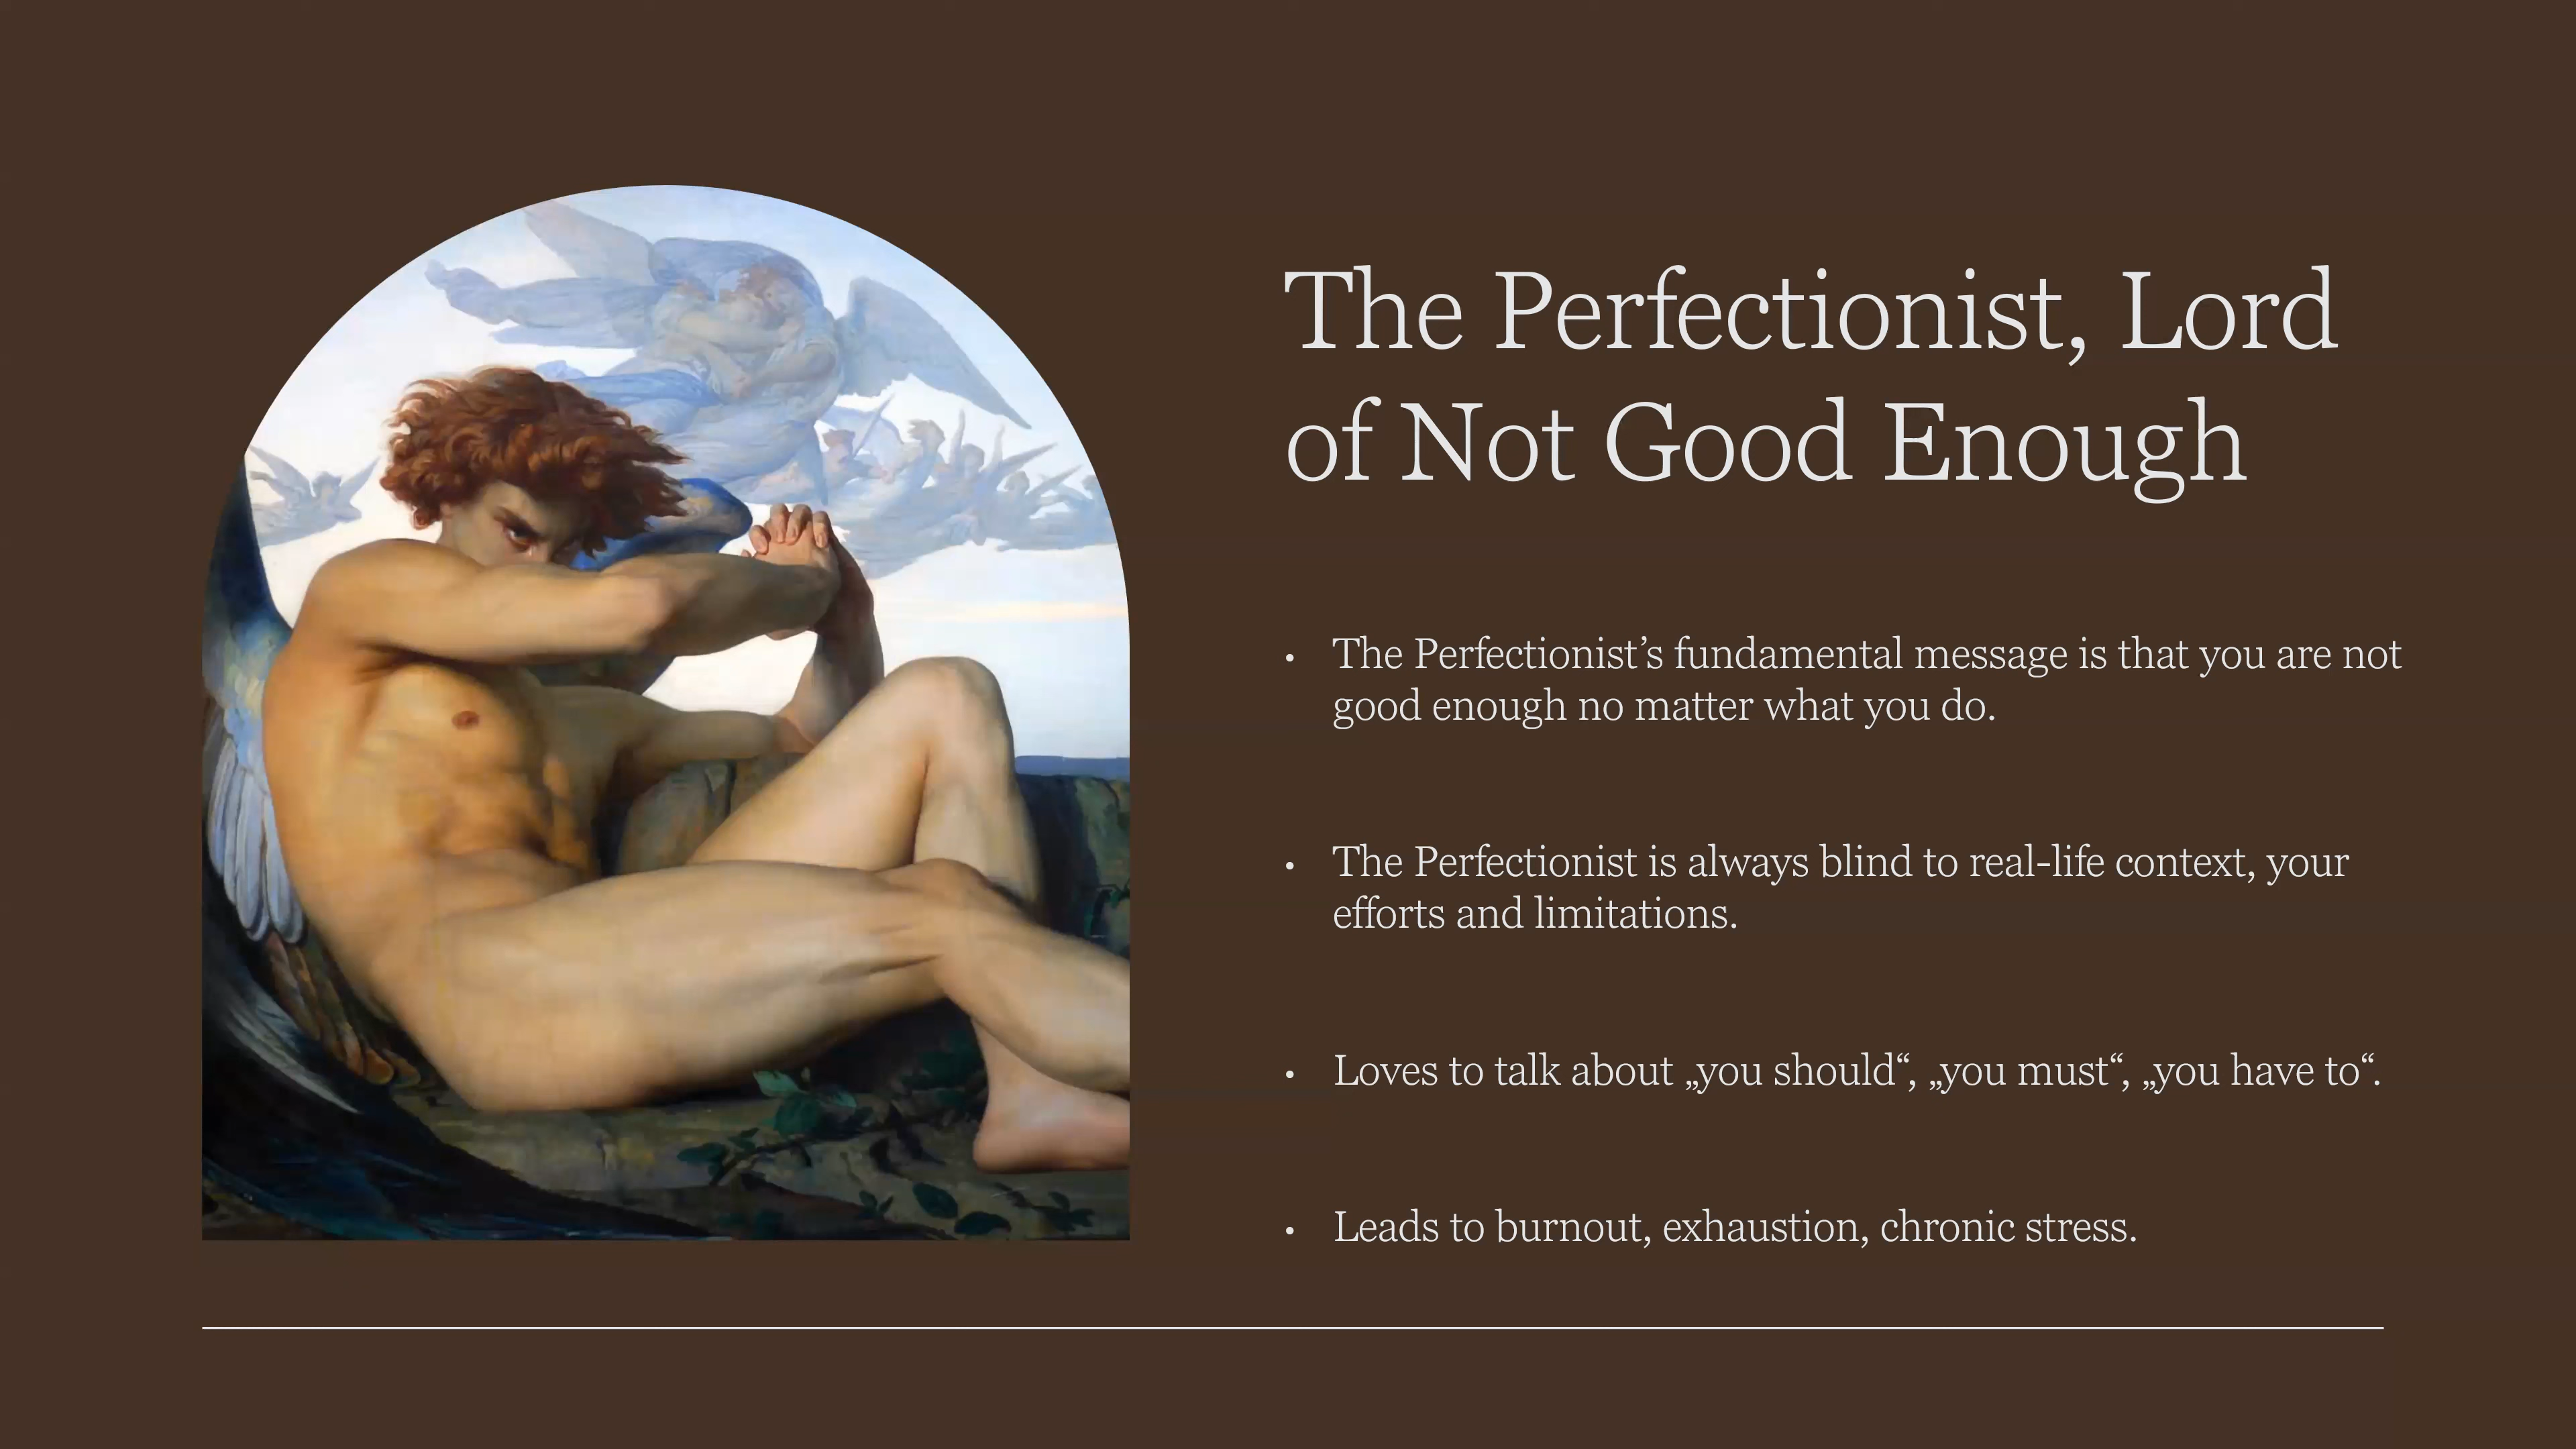 The Perfectionist, Lord
of Not Good Enough
• The Perfectionist’s fundamental message is that you are not
good enough no matter what you do.
• The Perfectionist is always blind to real-life context, your
efforts and limitations.
• Loves to talk about „you should“, „you must“, „you have to“.
• Leads to burnout, exhaustion, chronic stress.